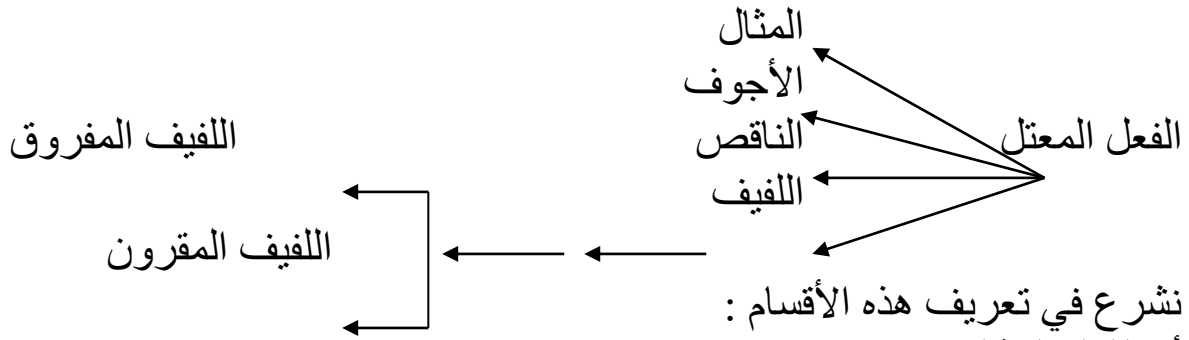 المثال
الأجوف
الفعل المعتل الناقص اللفيف المفروق
اللفيف
اللفيف المقرون
نشرع في تعريف هذه الأقسام :